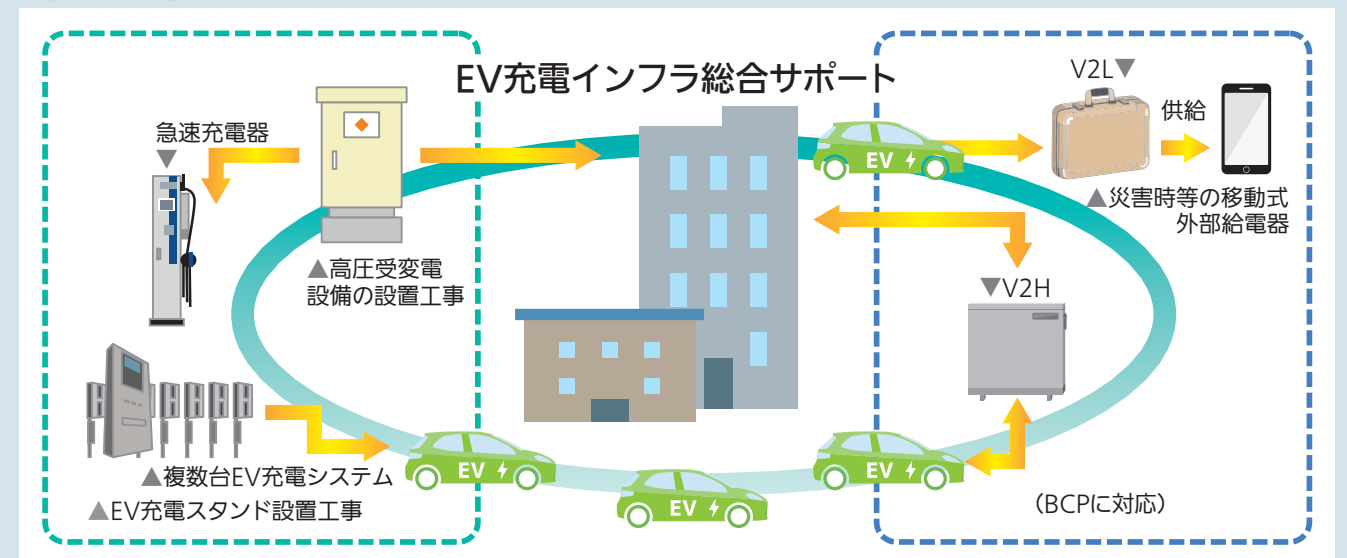 EV充電インフラ総合サポート
急速充電器
▼
▲高圧受変電
設備の設置工事
▲複数台EV充電システム
▲EV充電スタンド設置工事
EV
EV
EV
EV
V2L▼
供給
▲災害時等の移動式
外部給電器
▼V2H
（BCPに対応）